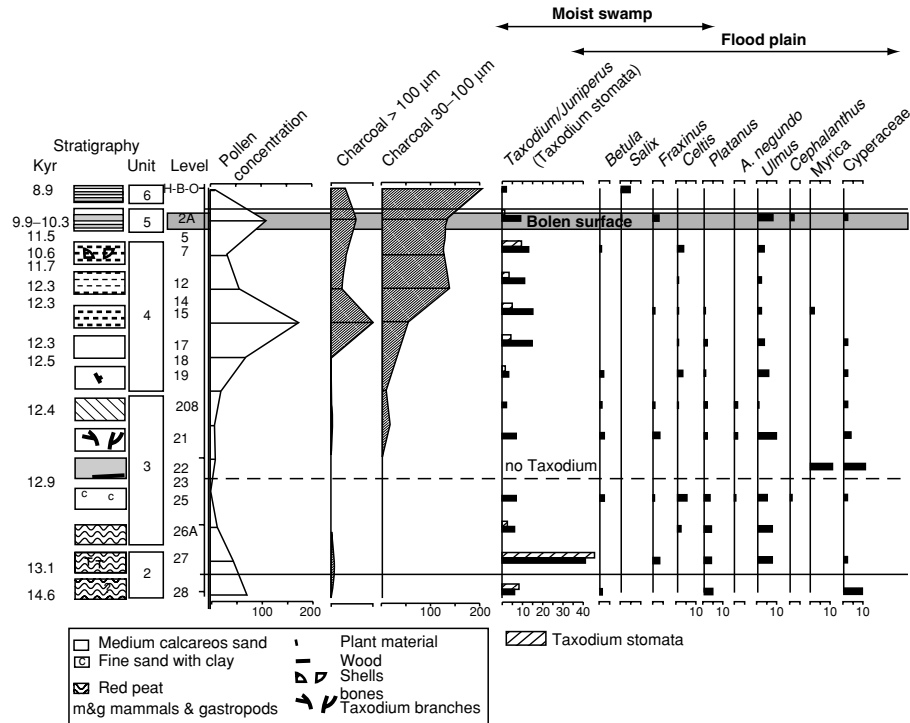 Moist swamp
Flood plain
Pollen concentration
Charcoal > 100 µm
Charcoal 30–100 µm
Taxodium/Juniperus
(Taxodium stomata)
Betula
Salix
Fraxinus
Celtis
Platanus
A. negundo
Ulmus
Cephalanthus
Myrica
Cyperaceae
Stratigraphy
Kyr Unit Level
8.9 6 H-B-O
9.9–10.3 5 2A Bolen surface
11.5 5
10.6 7
11.7
12.3 12
12.3 14
4 15
12.3 17
12.5 18
19
12.4 208
21
3 22 no Taxodium
12.9 23
c c 25
26A
27
13.1 2
14.6 28
100 200 100 200 10 20 30 40 10 10 10 10 10
Medium calcareos sand
c Fine sand with clay
Red peat
m&g mammals & gastropods
Plant material
Wood
Shells
bones
Taxodium branches
Taxodium stomata